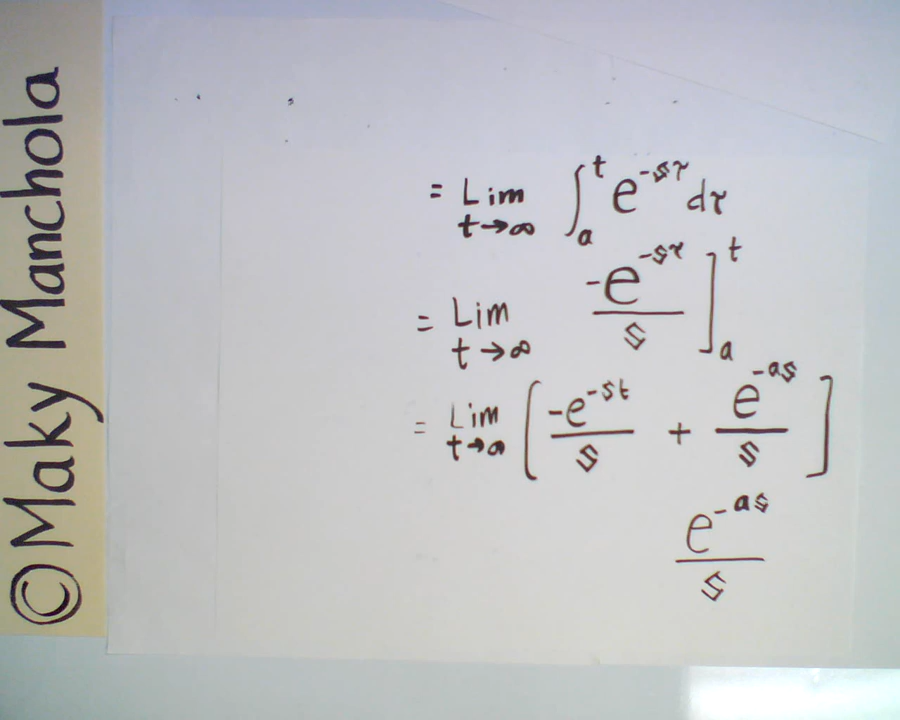 ©Maky Manchola
= Lim t→∞ ∫_a^t e^{-sτ} dτ
= Lim t→∞ -e^{-sτ}/s ]_a^t
= Lim t→∞ [ -e^{-st}/s + e^{-as}/s ]
e^{-as}/s